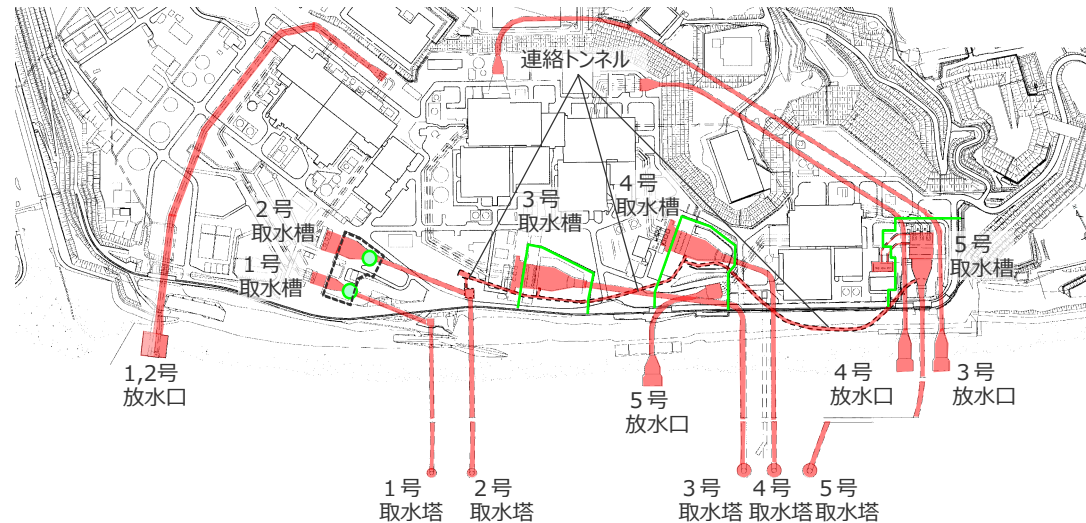 連絡トンネル
2号
取水槽
1号
取水槽
3号
取水槽
4号
取水槽
5号
取水槽
1,2号
放水口
5号
放水口
4号
放水口
3号
放水口
1号
取水塔
2号
取水塔
3号
取水塔
4号
取水塔
5号
取水塔